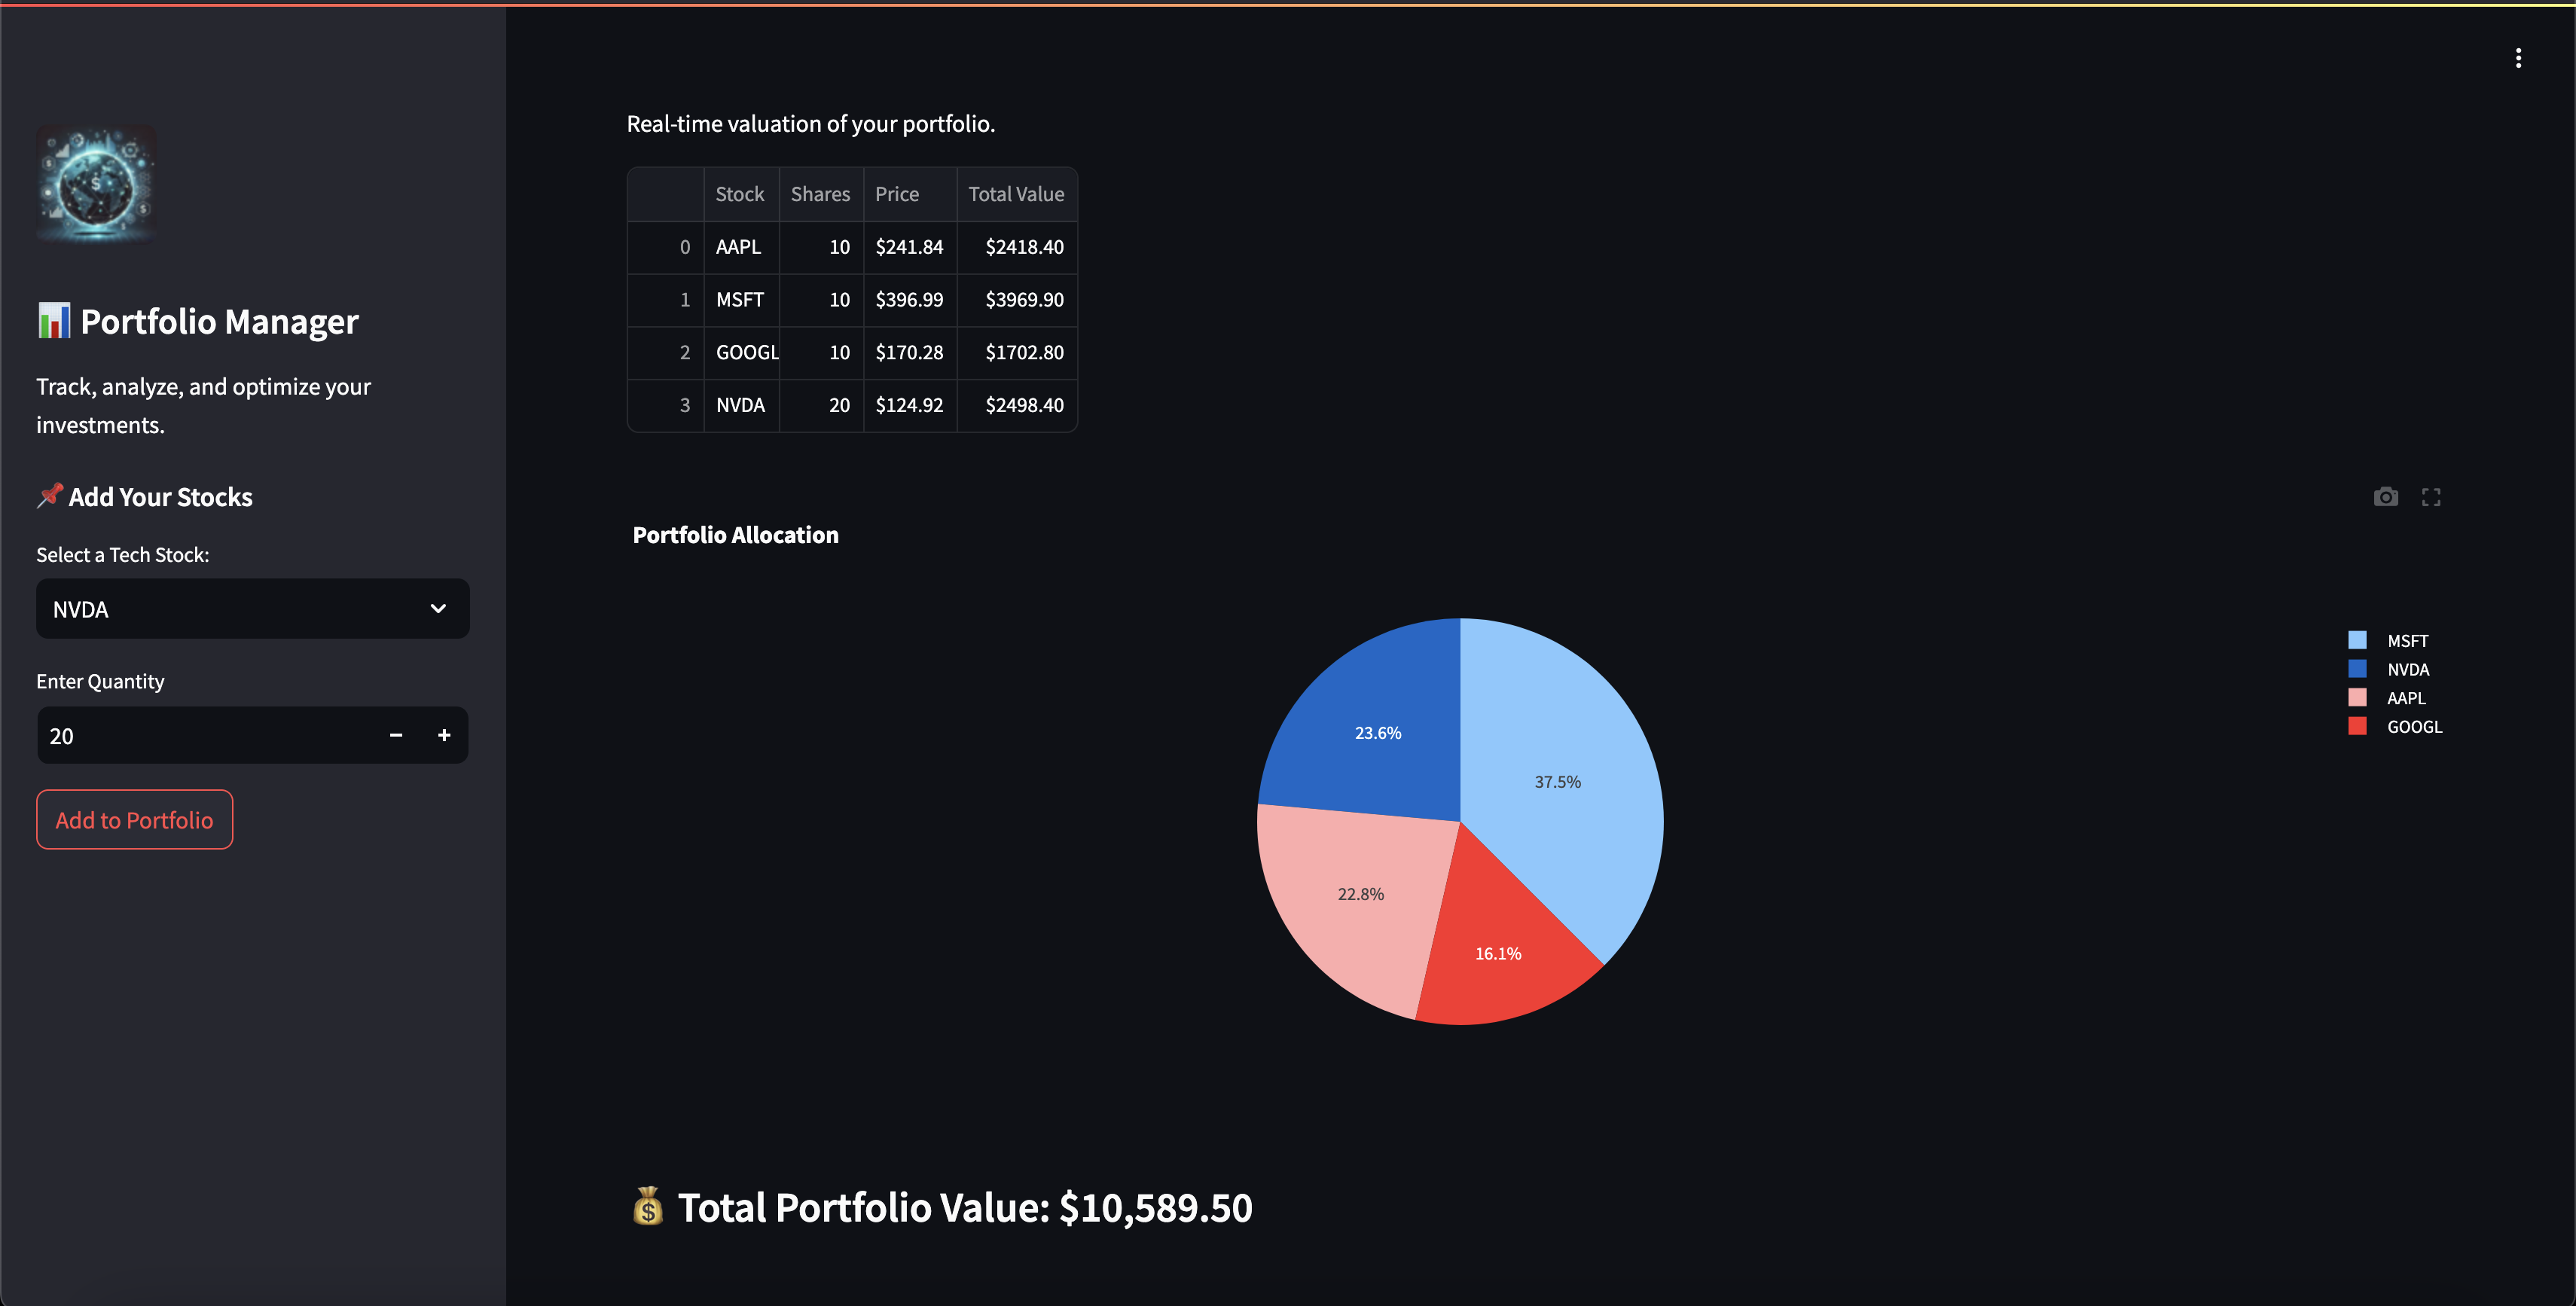 📊 Portfolio Manager
Track, analyze, and optimize your
investments.
📌 Add Your Stocks
Select a Tech Stock:
NVDA
Enter Quantity
20 − +
Add to Portfolio
Real-time valuation of your portfolio.
Stock Shares Price Total Value
0 AAPL 10 $241.84 $2418.40
1 MSFT 10 $396.99 $3969.90
2 GOOGL 10 $170.28 $1702.80
3 NVDA 20 $124.92 $2498.40
Portfolio Allocation
MSFT
NVDA
AAPL
GOOGL
23.6%
37.5%
22.8%
16.1%
💰 Total Portfolio Value: $10,589.50